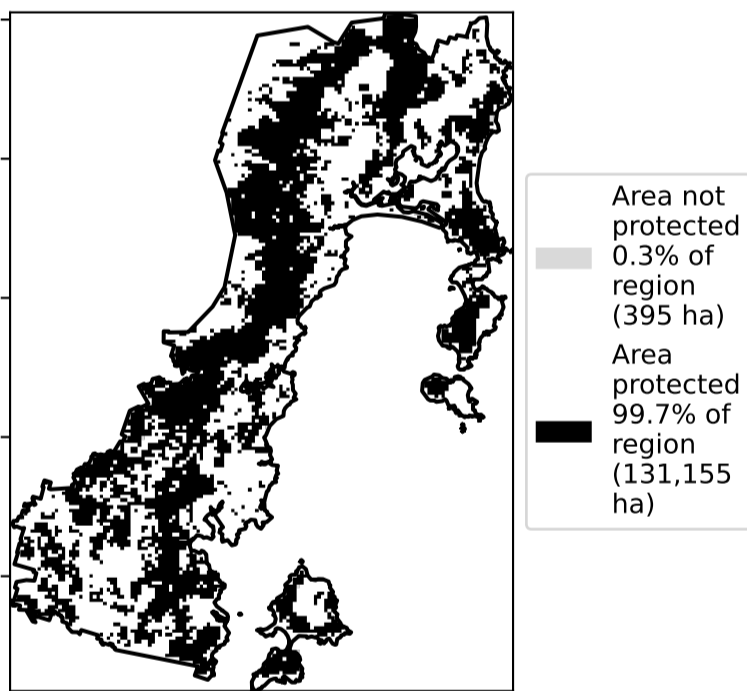 Area not
protected
0.3% of
region
(395 ha)
Area
protected
99.7% of
region
(131,155
ha)